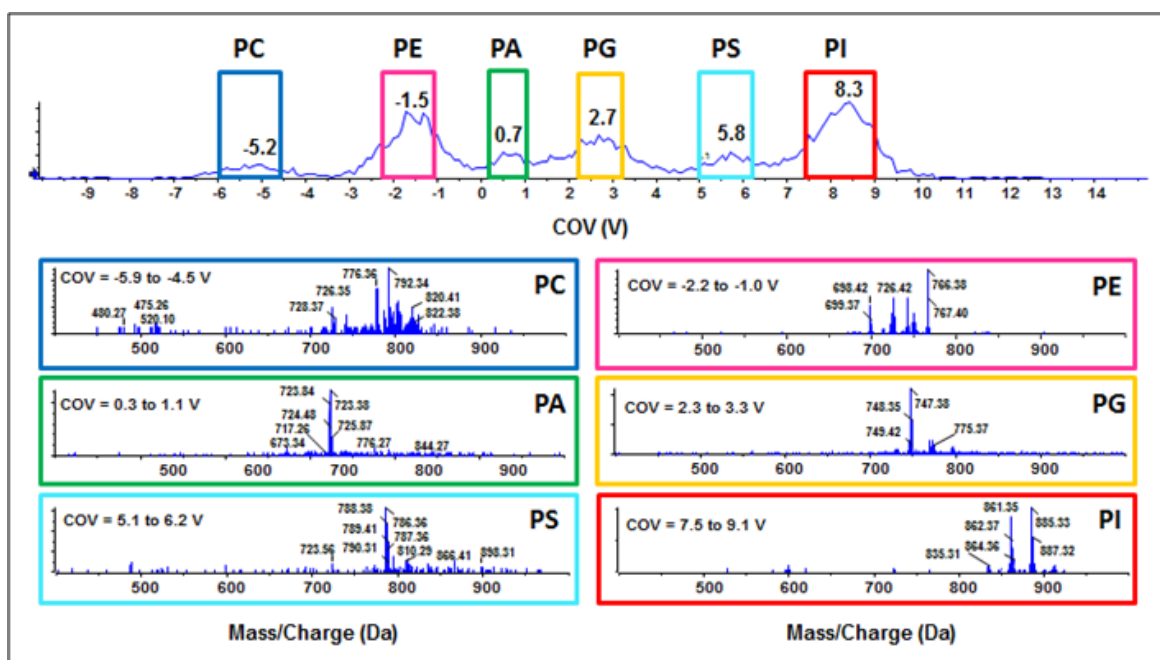 PC PE PA PG PS PI
-5.2 -1.5 0.7 2.7 5.8 8.3
-9 -8 -7 -6 -5 -4 -3 -2 -1 0 1 2 3 4 5 6 7 8 9 10 11 12 13 14
COV (V)
COV = -5.9 to -4.5 V
PC
776.36 792.34
726.35
728.37
820.41
822.38
475.26
480.27
520.10
500 600 700 800 900
COV = -2.2 to -1.0 V
PE
698.42 726.42 766.38
699.37 767.40
500 600 700 800 900
COV = 0.3 to 1.1 V
PA
723.84
723.38
724.48
725.87
717.26
673.34
776.27 844.27
500 600 700 800 900
COV = 2.3 to 3.3 V
PG
748.35 747.38
749.42 775.37
500 600 700 800 900
COV = 5.1 to 6.2 V
PS
788.38
786.36
789.41
787.36
790.31
810.29
723.56 866.41 898.31
500 600 700 800 900
COV = 7.5 to 9.1 V
PI
861.35
885.33
862.37
864.36 887.32
835.31
500 600 700 800 900
Mass/Charge (Da) Mass/Charge (Da)